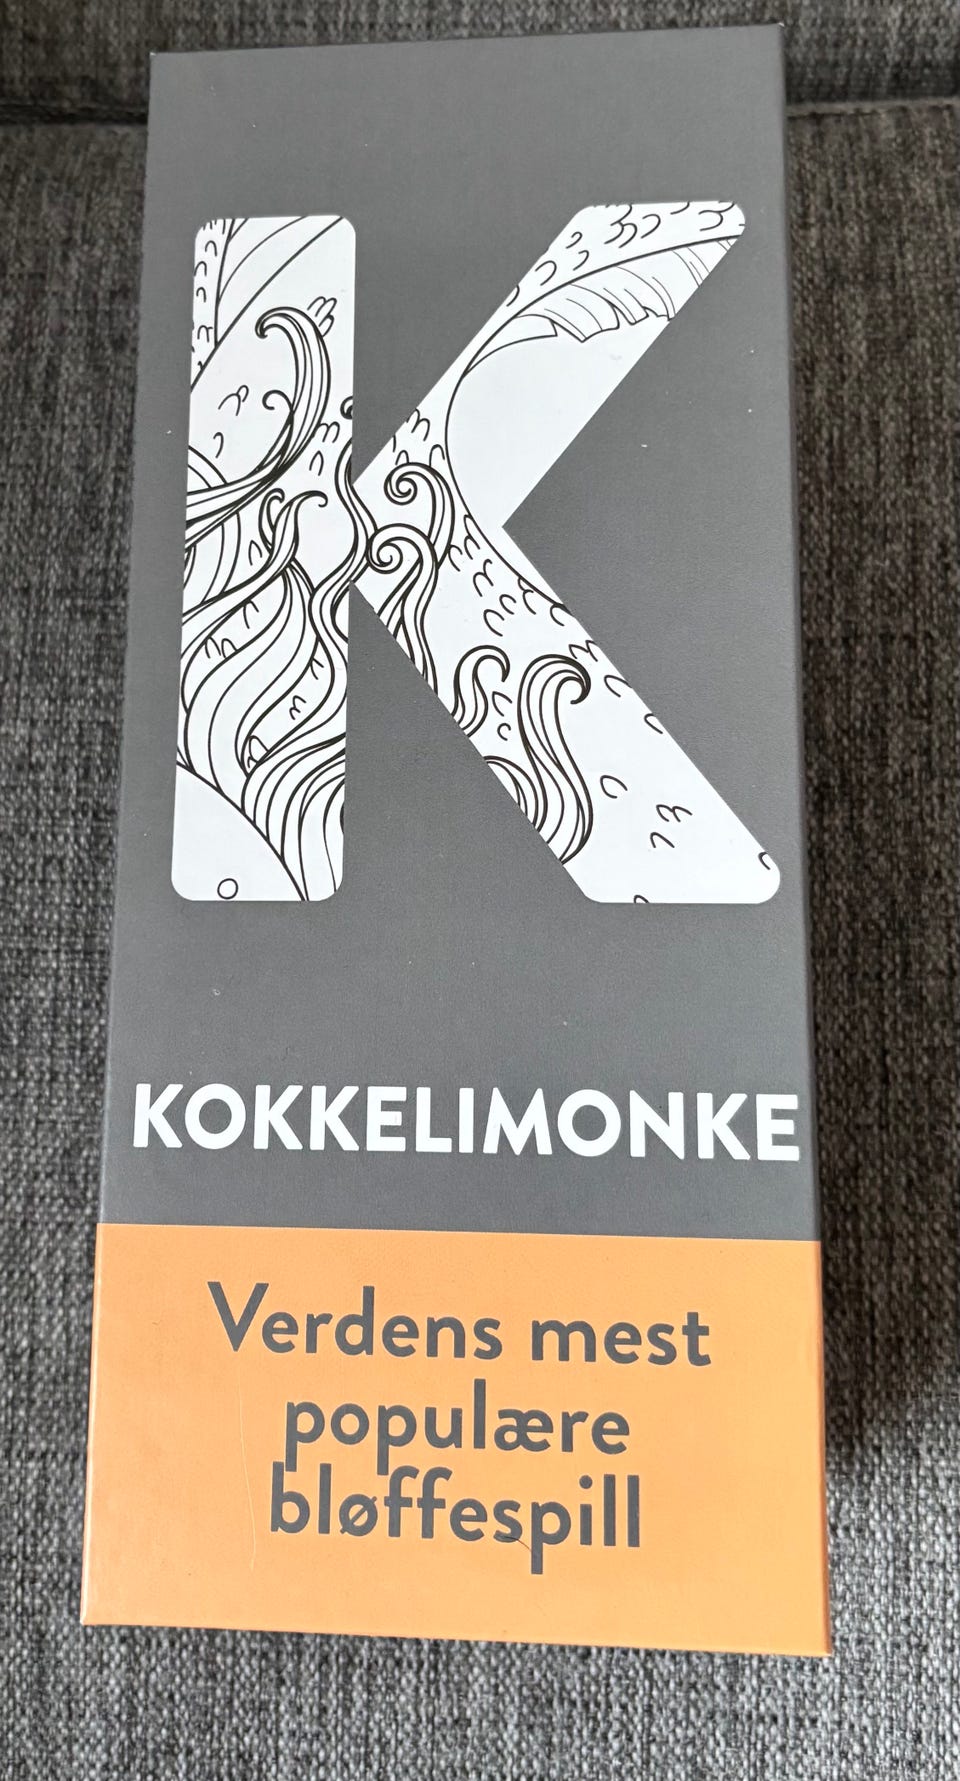 K
KOKKELIMONKE
Verdens mest
populære
bløffespill